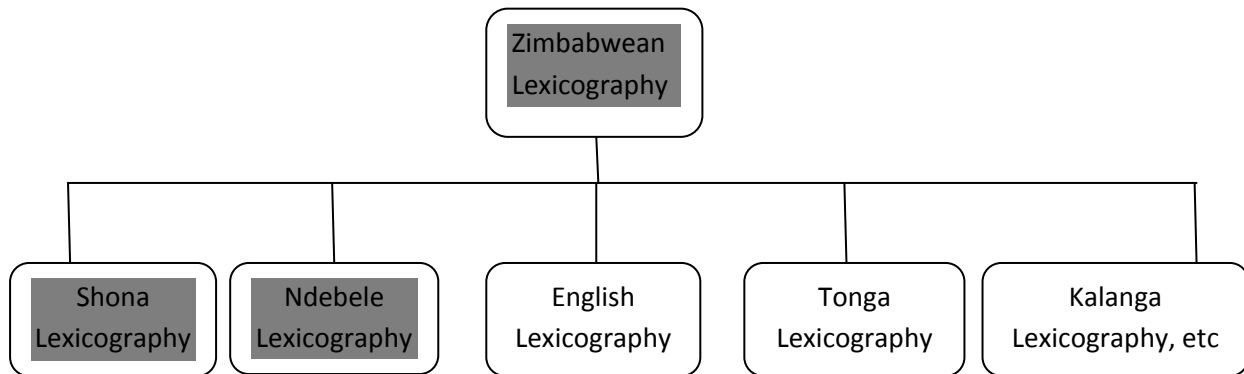 Zimbabwean
Lexicography
Shona
Lexicography
Ndebele
Lexicography
English
Lexicography
Tonga
Lexicography
Kalanga
Lexicography, etc